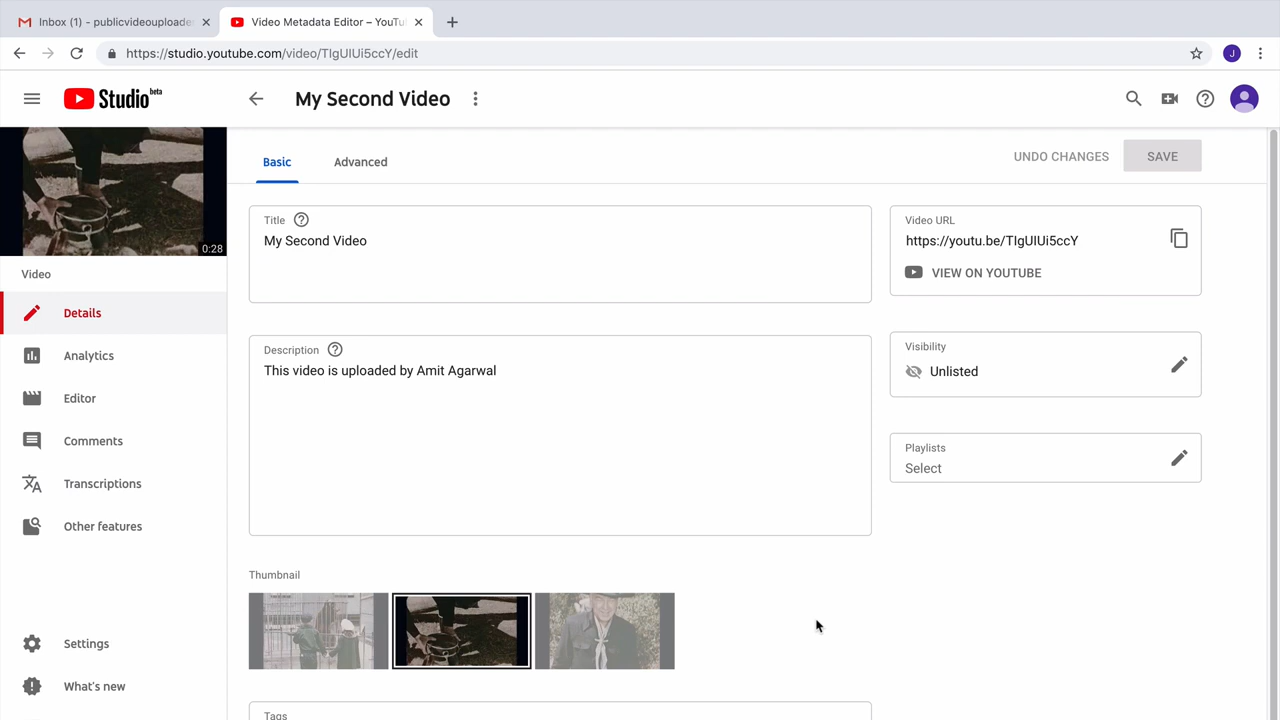 Inbox (1) - publicvideouploade
Video Metadata Editor – YouTu
https://studio.youtube.com/video/TIgUIUi5ccY/edit
J
Studio beta
My Second Video
0:28
Video
Details
Analytics
Editor
Comments
Transcriptions
Other features
Settings
What's new
Basic
Advanced
UNDO CHANGES
SAVE
Title
My Second Video
Description
This video is uploaded by Amit Agarwal
Thumbnail
Tags
Video URL
https://youtu.be/TIgUIUi5ccY
VIEW ON YOUTUBE
Visibility
Unlisted
Playlists
Select